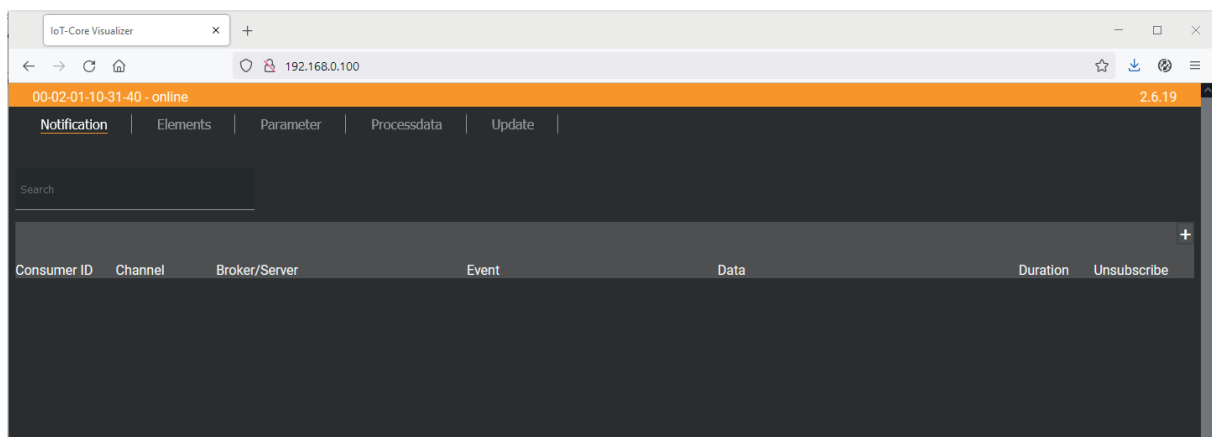 IoT-Core Visualizer
192.168.0.100
00-02-01-10-31-40 - online 2.6.19
Notification Elements Parameter Processdata Update
Search
Consumer ID Channel Broker/Server Event Data Duration Unsubscribe